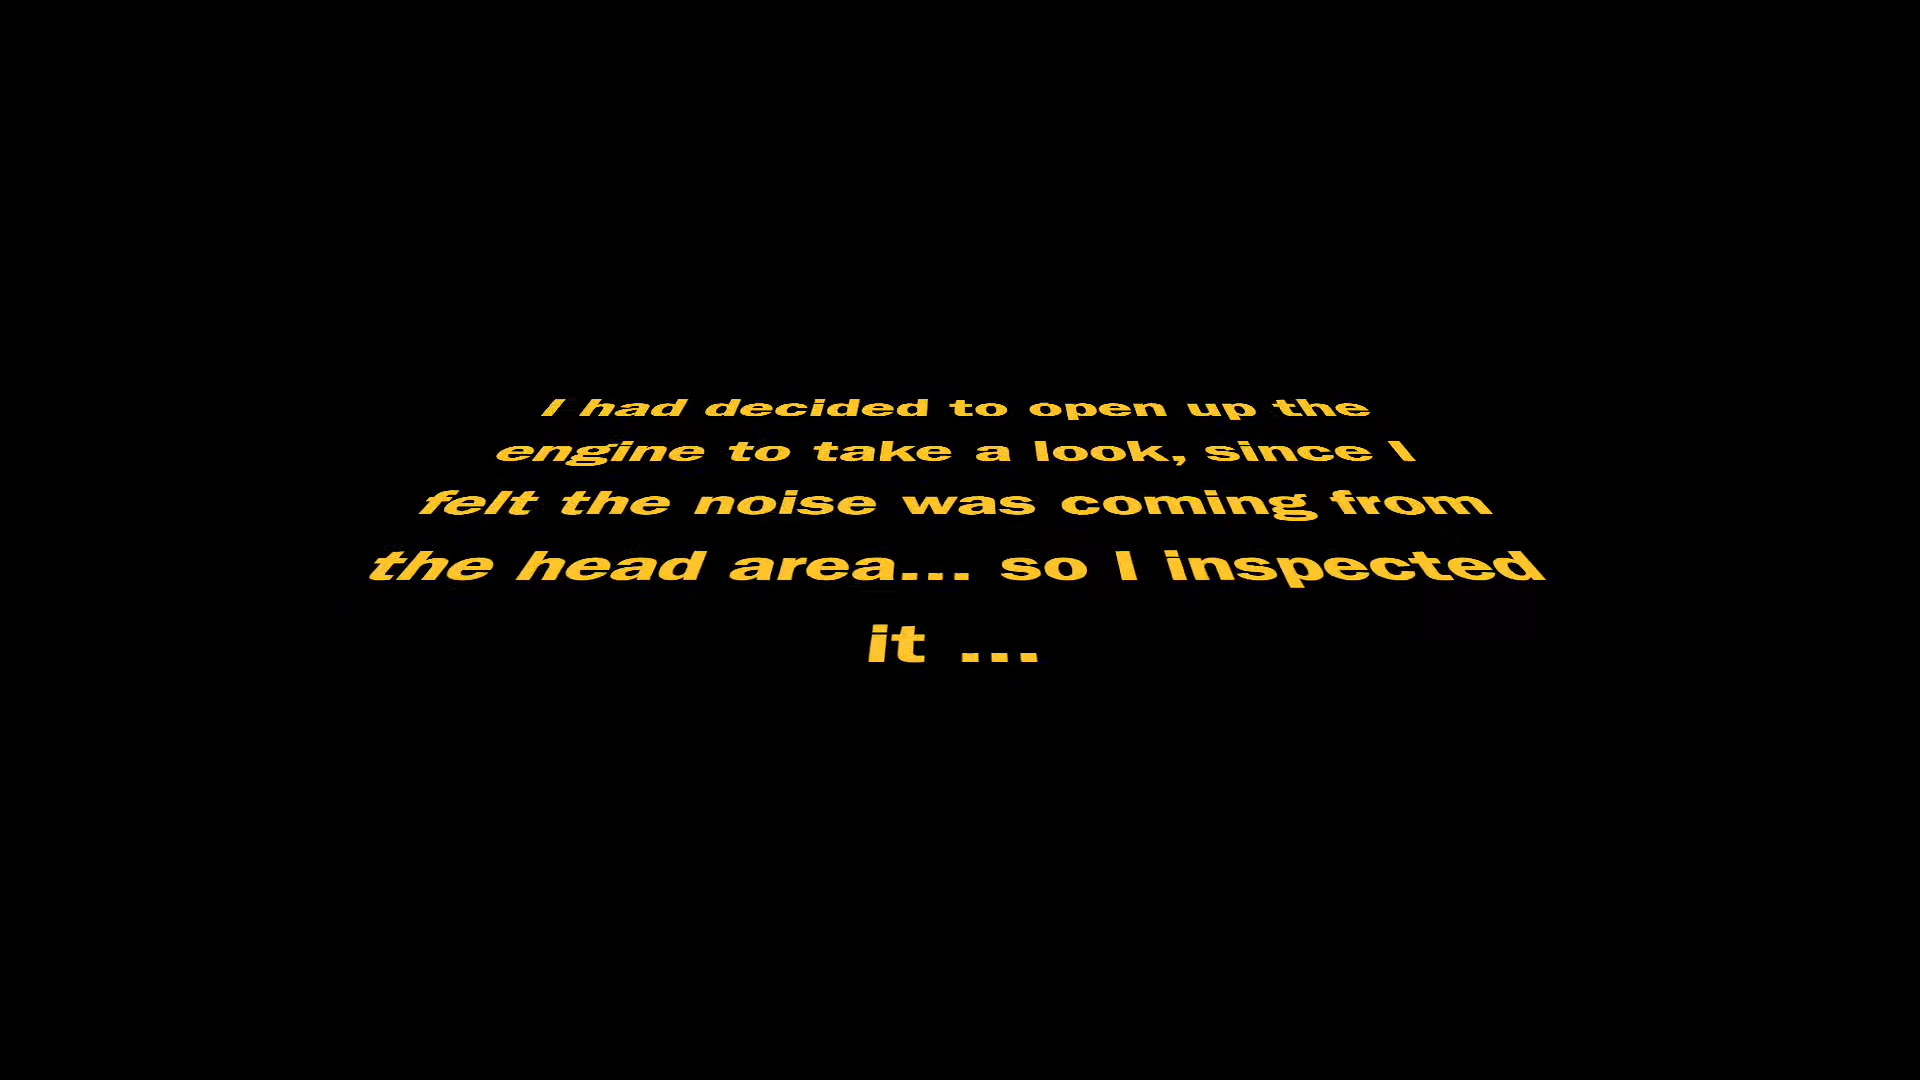 I had decided to open up the
engine to take a look, since I
felt the noise was coming from
the head area... so I inspected
it ...